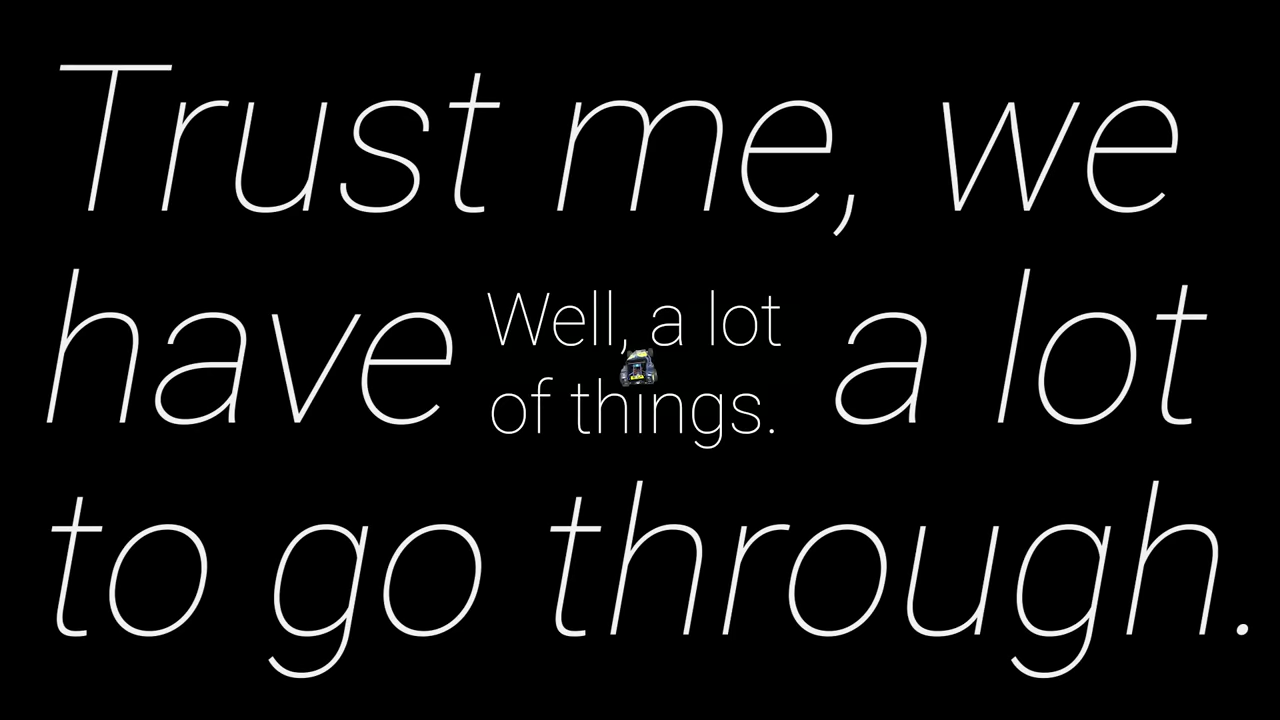 Trust me, we
have a lot
Well, a lot
of things.
to go through.